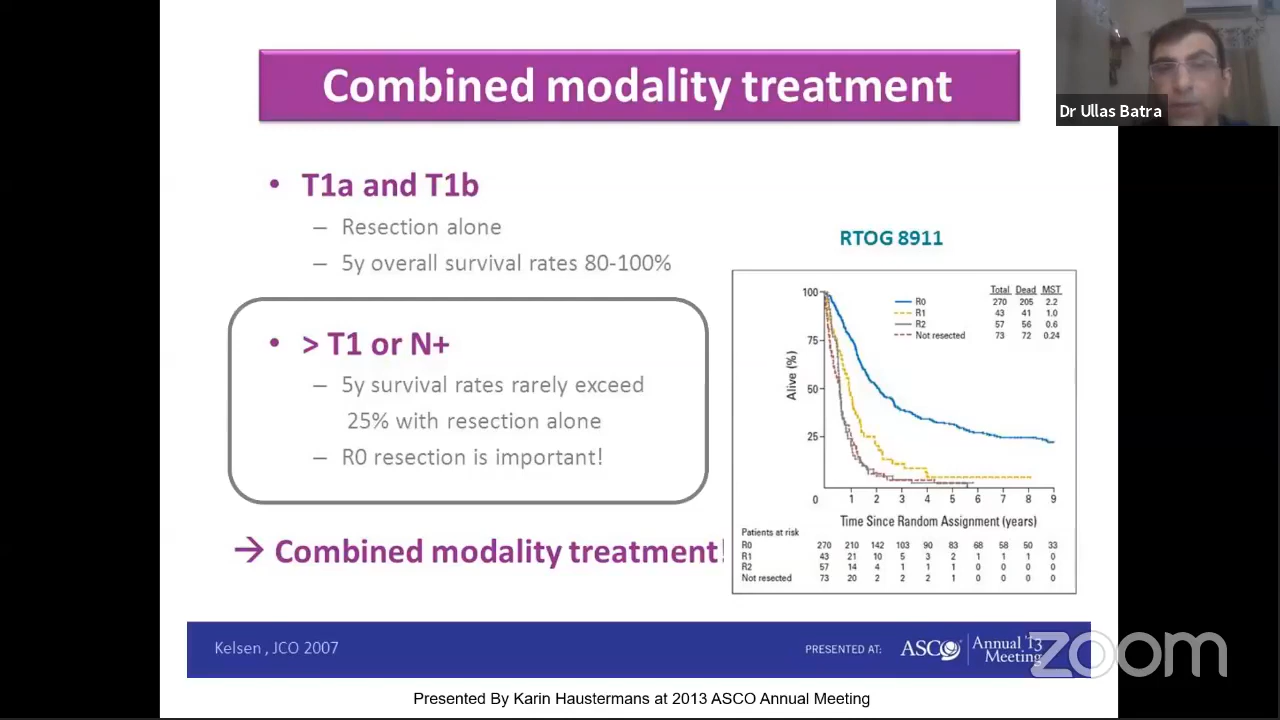 Combined modality treatment
Dr Ullas Batra
• T1a and T1b
– Resection alone
– 5y overall survival rates 80-100%
• > T1 or N+
– 5y survival rates rarely exceed
25% with resection alone
– R0 resection is important!
→ Combined modality treatment!
RTOG 8911
Total Dead MST
R0 270 205 2.2
R1 43 41 1.0
R2 57 56 0.6
Not resected 73 72 0.24
Alive (%)
100
75
50
25
0 1 2 3 4 5 6 7 8 9
Time Since Random Assignment (years)
Patients at risk
R0 270 210 142 103 90 83 68 58 50 33
R1 43 21 10 5 3 2 1 1 1 0
R2 57 14 4 1 1 1 0 0 0 0
Not resected 73 20 2 2 2 1 0 0 0 0
Kelsen , JCO 2007
PRESENTED AT: ASCO Annual '13
Meeting
zoom
Presented By Karin Haustermans at 2013 ASCO Annual Meeting